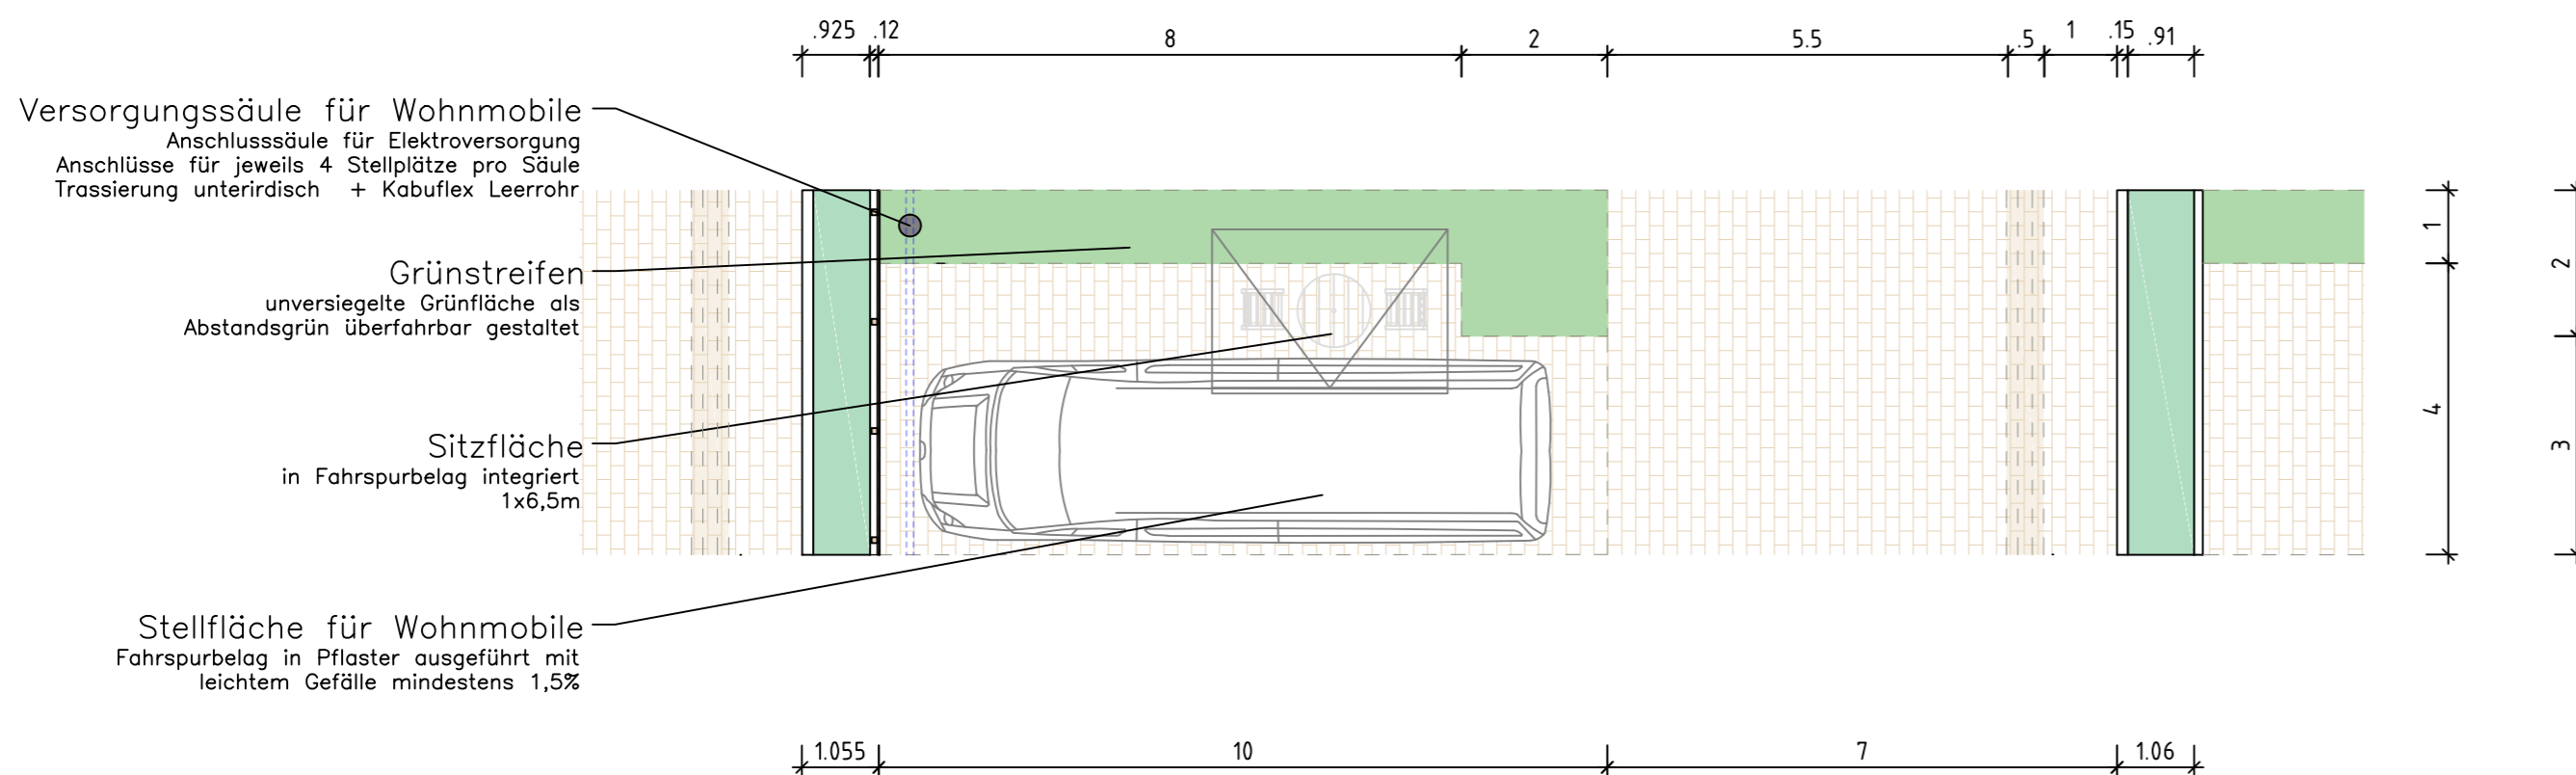 .925 .12 8 2 5.5 .5 1 .15 .91
Versorgungssäule für Wohnmobile
Anschlusssäule für Elektroversorgung
Anschlüsse für jeweils 4 Stellplätze pro Säule
Trassierung unterirdisch + Kabuflex Leerrohr
Grünstreifen
unversiegelte Grünfläche als
Abstandsgrün überfahrbar gestaltet
Sitzfläche
in Fahrspurbelag integriert
1x6,5m
Stellfläche für Wohnmobile
Fahrspurbelag in Pflaster ausgeführt mit
leichtem Gefälle mindestens 1,5%
1
4
2
3
1.055 10 7 1.06